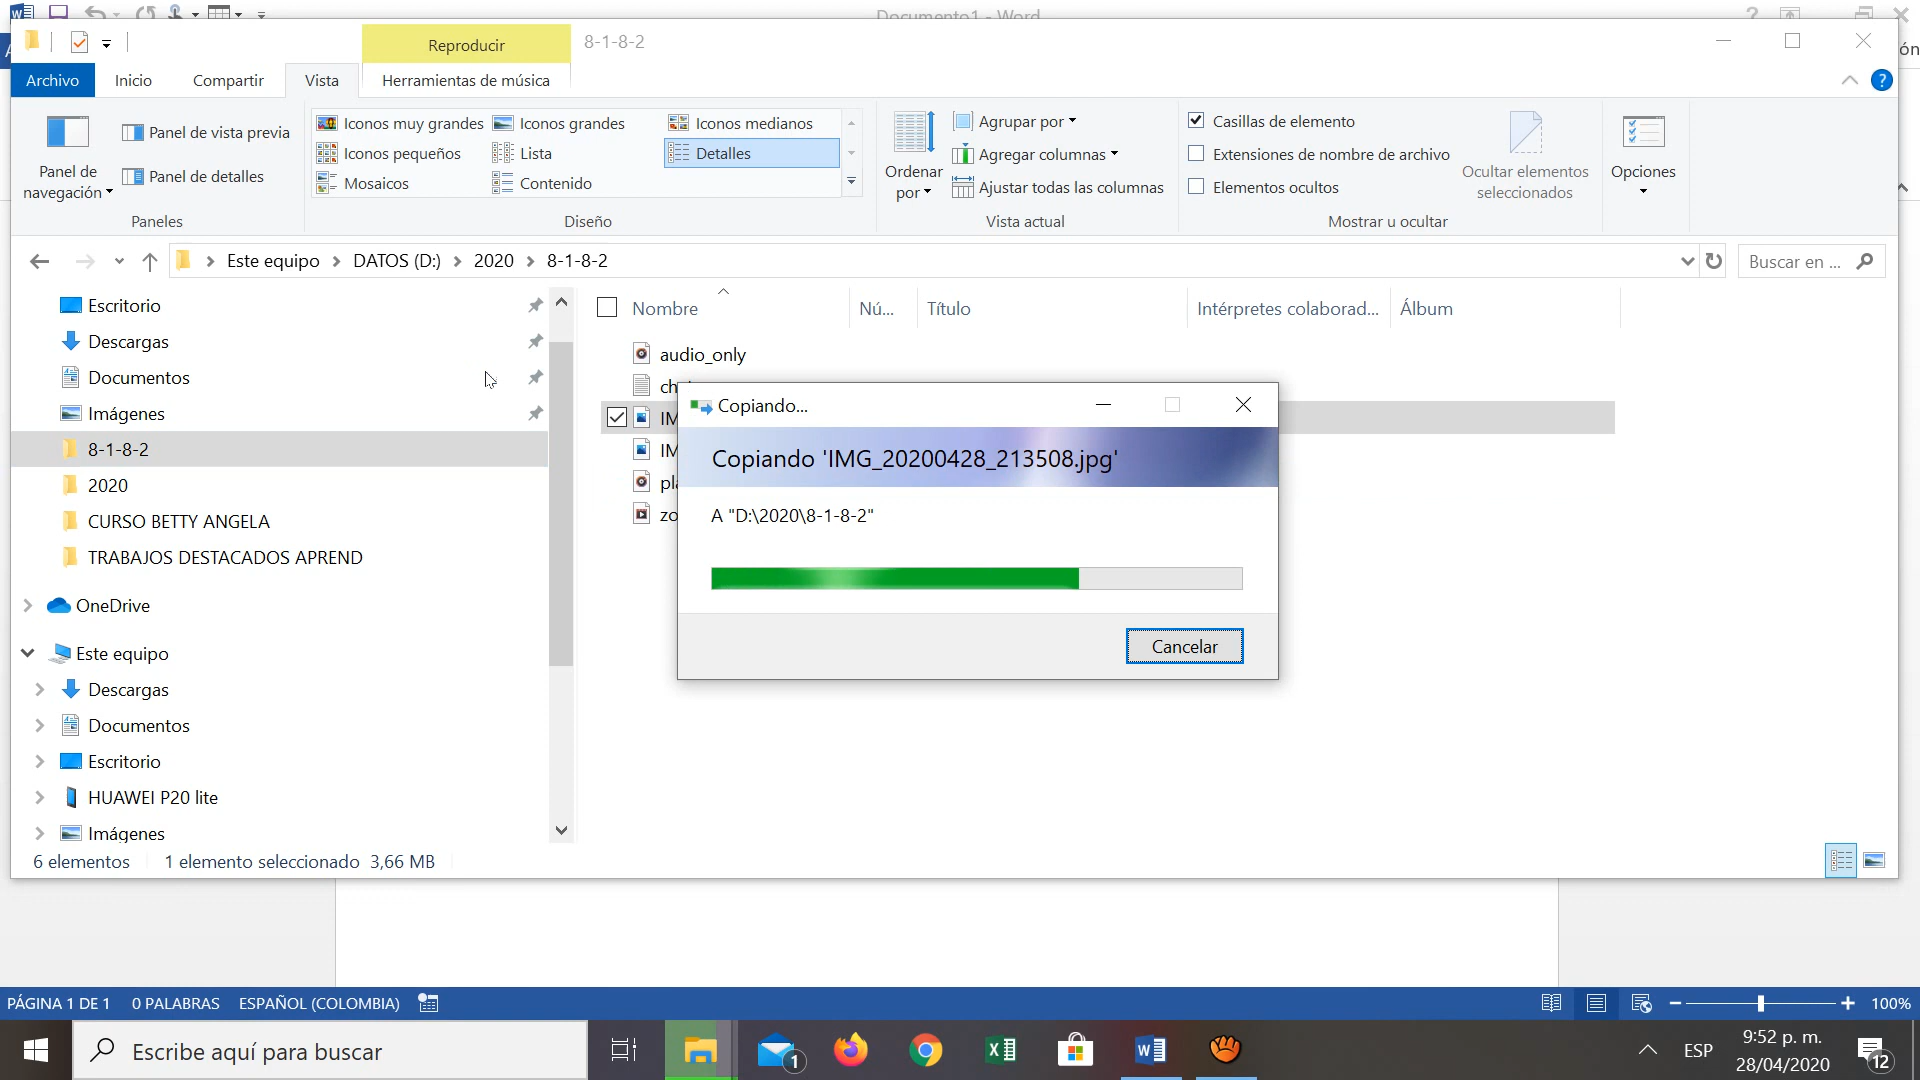 Documento1 - Word
Reproducir
8-1-8-2
Archivo
Inicio
Compartir
Vista
Herramientas de música
Panel de navegación
Panel de vista previa
Panel de detalles
Paneles
Iconos muy grandes
Iconos grandes
Iconos medianos
Iconos pequeños
Lista
Detalles
Mosaicos
Contenido
Diseño
Ordenar por
Agrupar por
Agregar columnas
Ajustar todas las columnas
Vista actual
Casillas de elemento
Extensiones de nombre de archivo
Elementos ocultos
Ocultar elementos seleccionados
Mostrar u ocultar
Opciones
Este equipo > DATOS (D:) > 2020 > 8-1-8-2
Buscar en ...
Escritorio
Descargas
Documentos
Imágenes
8-1-8-2
2020
CURSO BETTY ANGELA
TRABAJOS DESTACADOS APREND
OneDrive
Este equipo
Descargas
Documentos
Escritorio
HUAWEI P20 lite
Imágenes
Nombre
Nú...
Título
Intérpretes colaborad...
Álbum
audio_only
Copiando...
Copiando 'IMG_20200428_213508.jpg'
A "D:\2020\8-1-8-2"
Cancelar
6 elementos
1 elemento seleccionado 3,66 MB
PÁGINA 1 DE 1
0 PALABRAS
ESPAÑOL (COLOMBIA)
100%
Escribe aquí para buscar
1
ESP
9:52 p. m.
28/04/2020
12